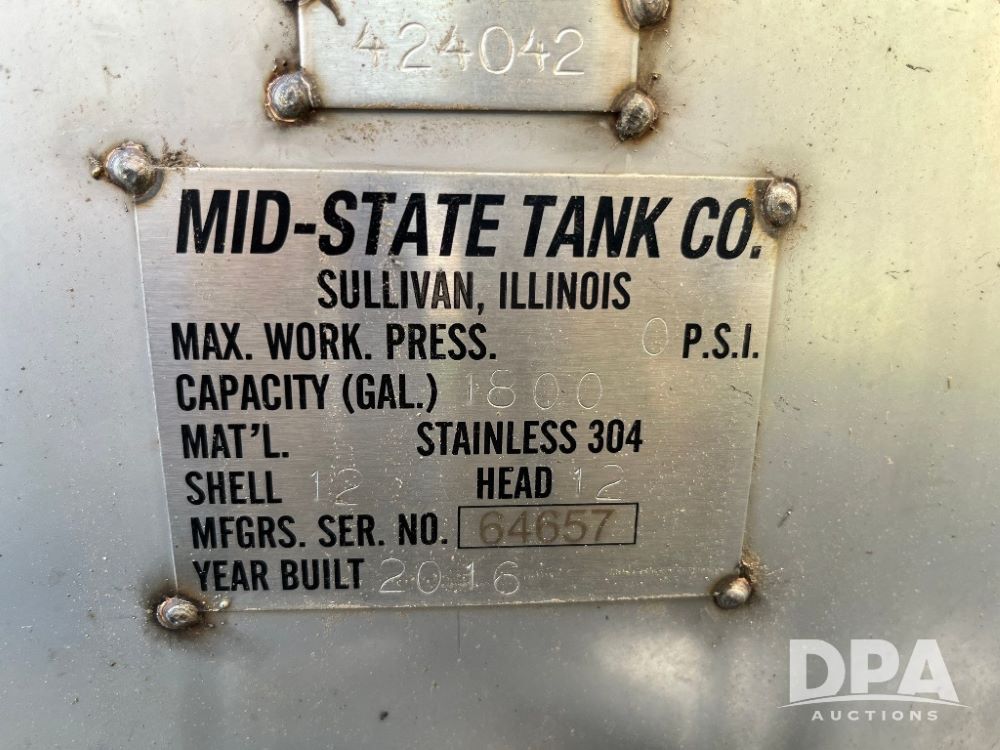 424042
MID-STATE TANK CO.
SULLIVAN, ILLINOIS
MAX. WORK. PRESS. 0 P.S.I.
CAPACITY (GAL.) 1800
MAT'L. STAINLESS 304
SHELL 12 HEAD 12
MFGRS. SER. NO. 64657
YEAR BUILT 2016
DPA
AUCTIONS